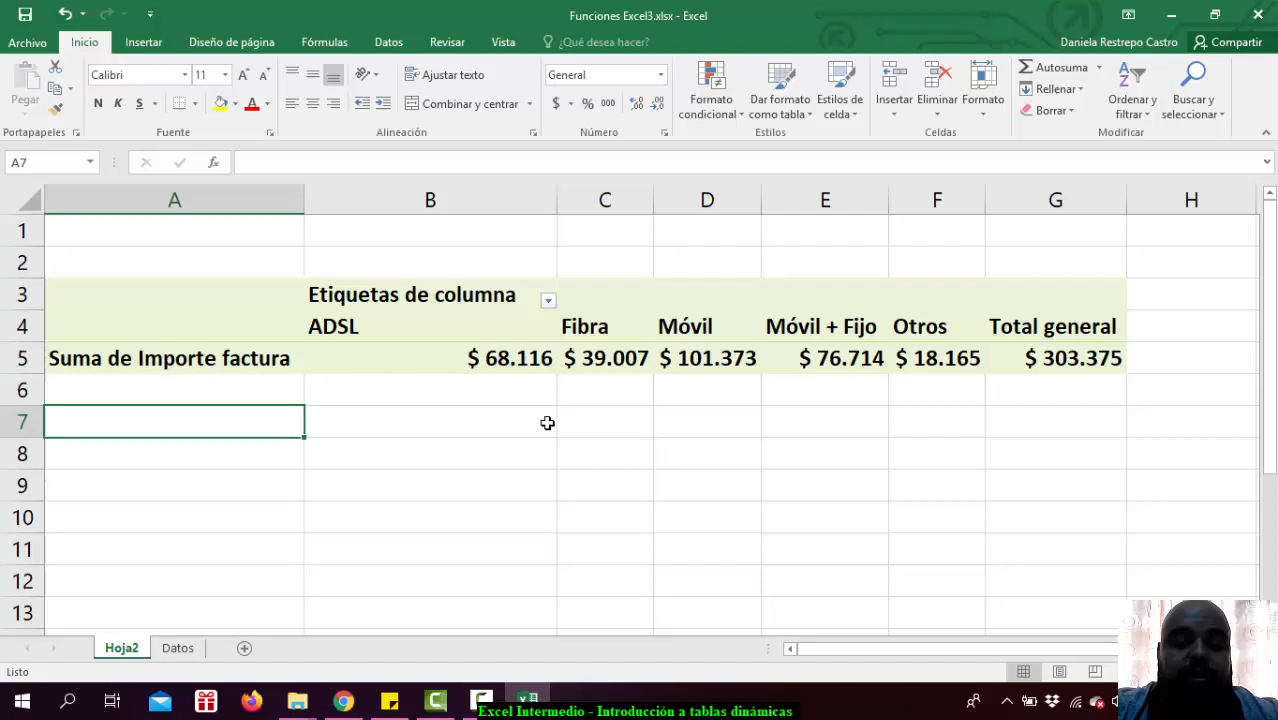 Funciones Excel3.xlsx - Excel
Archivo Inicio Insertar Diseño de página Fórmulas Datos Revisar Vista ¿Qué desea hacer? Daniela Restrepo Castro Compartir
Pegar
Calibri 11
N K S
Ajustar texto
Combinar y centrar
General
$ % 000
Formato condicional
Dar formato como tabla
Estilos de celda
Insertar Eliminar Formato
Autosuma
Rellenar
Borrar
Ordenar y filtrar
Buscar y seleccionar
Portapapeles Fuente Alineación Número Estilos Celdas Modificar
A7 fx
A B C D E F G H
1
2
3 Etiquetas de columna
4 ADSL Fibra Móvil Móvil + Fijo Otros Total general
5 Suma de Importe factura $ 68.116 $ 39.007 $ 101.373 $ 76.714 $ 18.165 $ 303.375
6
7
8
9
10
11
12
13
Hoja2 Datos
Listo
Excel Intermedio - Introducción a tablas dinámicas